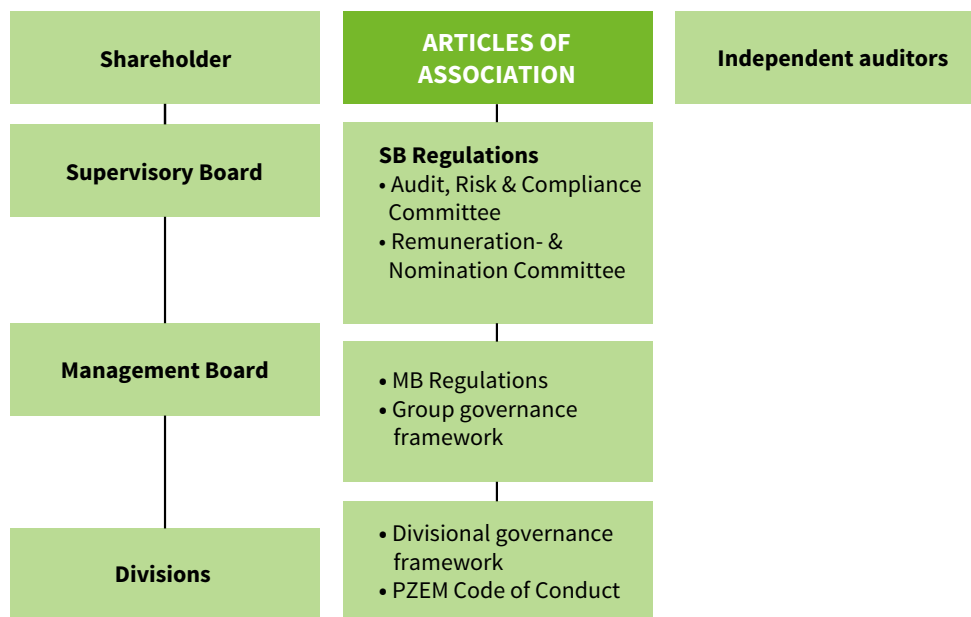 Shareholder
ARTICLES OF
ASSOCIATION
Independent auditors
Supervisory Board
SB Regulations
• Audit, Risk & Compliance
Committee
• Remuneration- &
Nomination Committee
Management Board
• MB Regulations
• Group governance
framework
Divisions
• Divisional governance
framework
• PZEM Code of Conduct